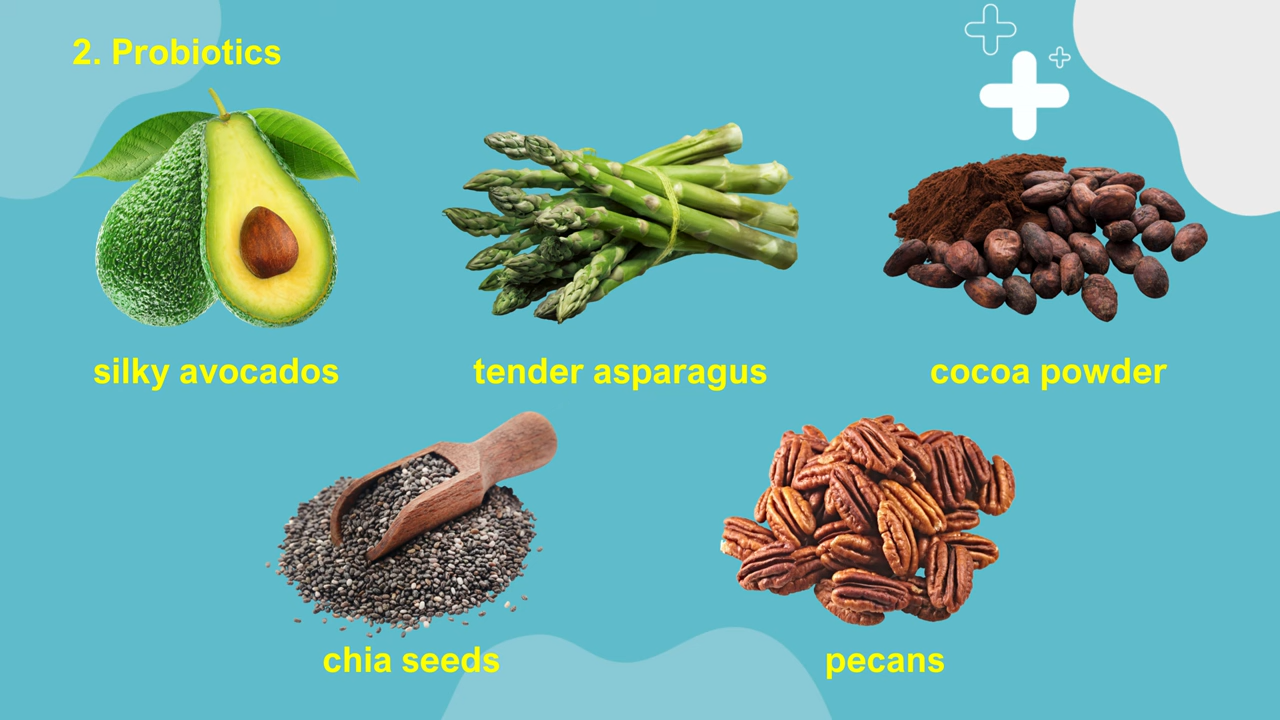 2. Probiotics
silky avocados
tender asparagus
cocoa powder
chia seeds
pecans